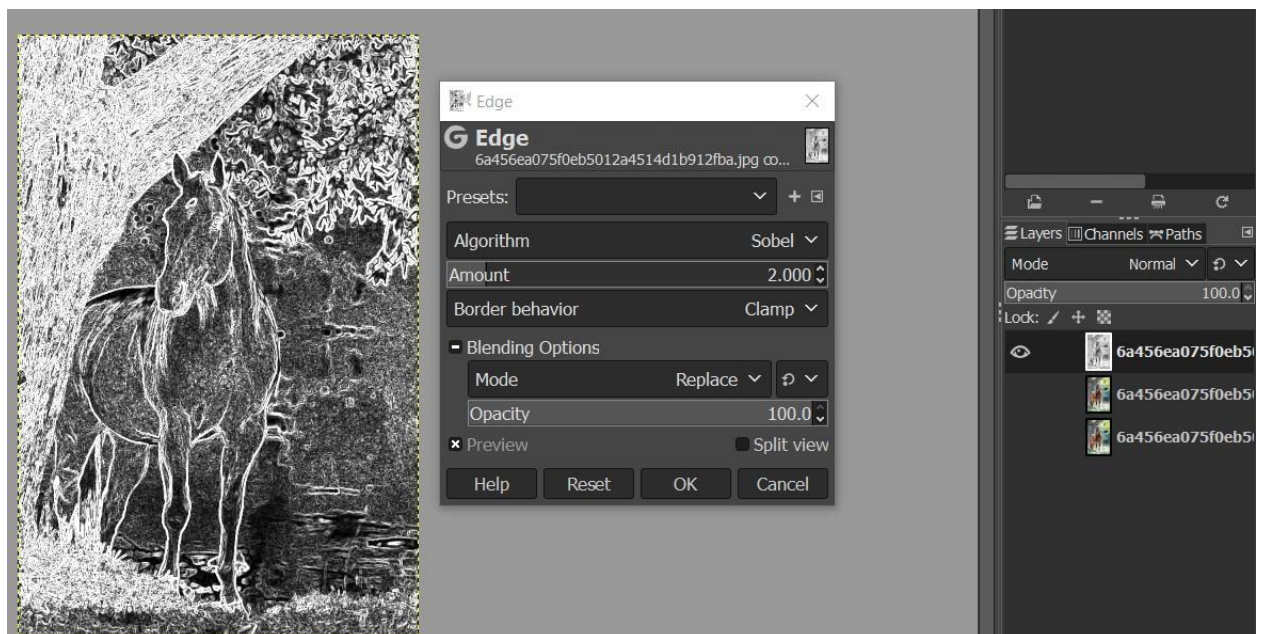 Edge
Edge
6a456ea075f0eb5012a4514d1b912fba.jpg co...
Presets:
Algorithm Sobel
Amount 2.000
Border behavior Clamp
Blending Options
Mode Replace
Opacity 100.0
Preview Split view
Help Reset OK Cancel
Layers Channels Paths
Mode Normal
Opacity 100.0
Lock:
6a456ea075f0eb5
6a456ea075f0eb5
6a456ea075f0eb5